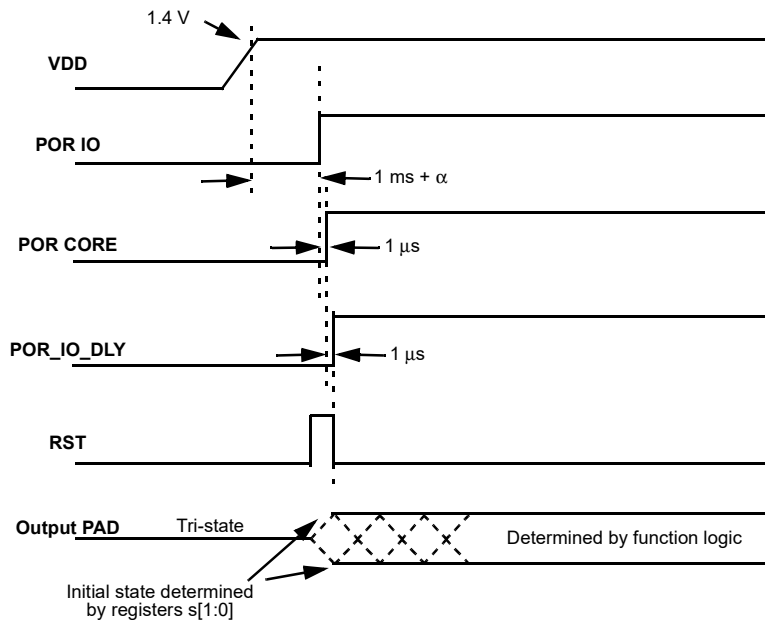 1.4 V
VDD
POR IO
1 ms + α
POR CORE
1 μs
POR_IO_DLY
1 μs
RST
Output PAD
Tri-state
Determined by function logic
Initial state determined
by registers s[1:0]